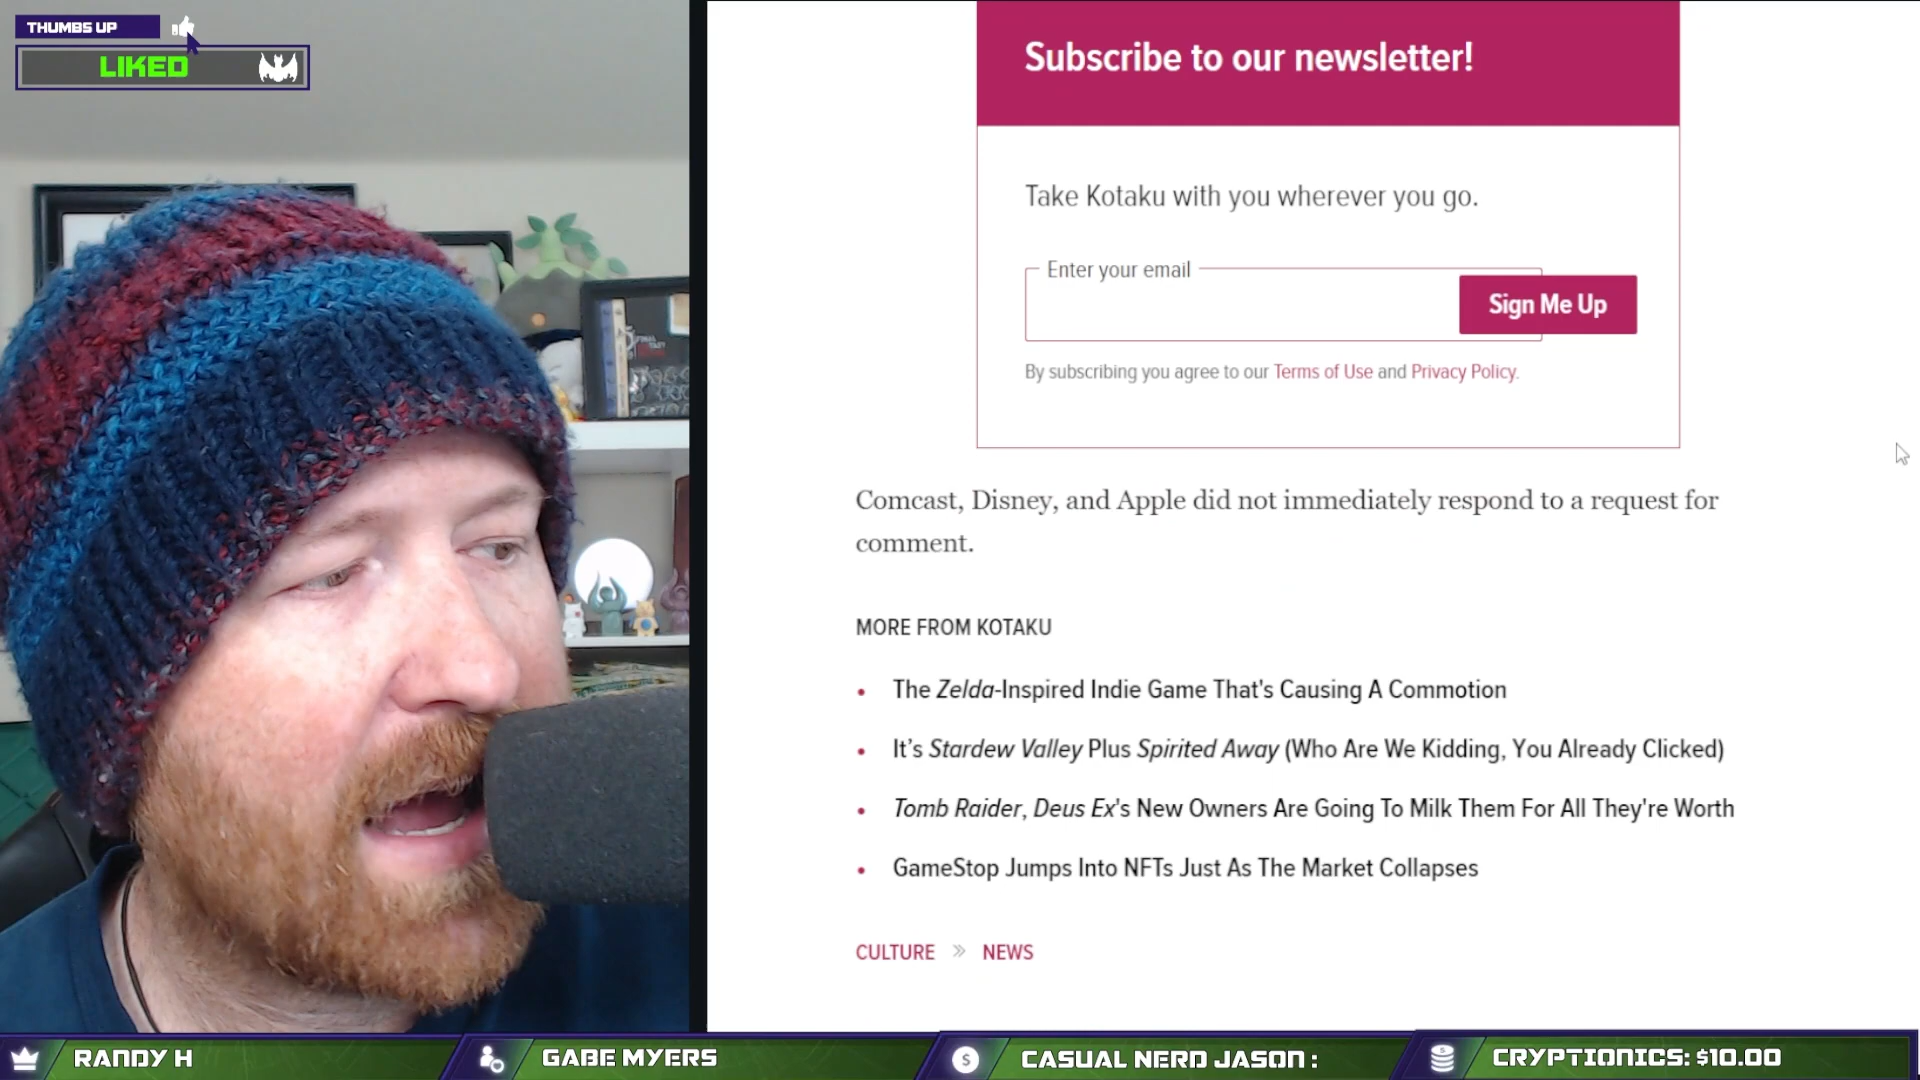 THUMBS UP
LIKED
Subscribe to our newsletter!
Take Kotaku with you wherever you go.
Enter your email
Sign Me Up
By subscribing you agree to our Terms of Use and Privacy Policy.
Comcast, Disney, and Apple did not immediately respond to a request for
comment.
MORE FROM KOTAKU
• The Zelda-Inspired Indie Game That's Causing A Commotion
• It’s Stardew Valley Plus Spirited Away (Who Are We Kidding, You Already Clicked)
• Tomb Raider, Deus Ex's New Owners Are Going To Milk Them For All They're Worth
• GameStop Jumps Into NFTs Just As The Market Collapses
CULTURE » NEWS
RANDY H
GABE MYERS
CASUAL NERD JASON :
CRYPTIONICS: $10.00